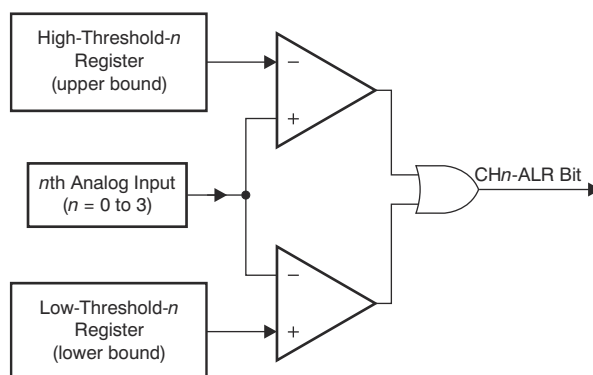 High-Threshold-n
Register
(upper bound)
−
+
nth Analog Input
(n = 0 to 3)
CHn-ALR Bit
−
+
Low-Threshold-n
Register
(lower bound)